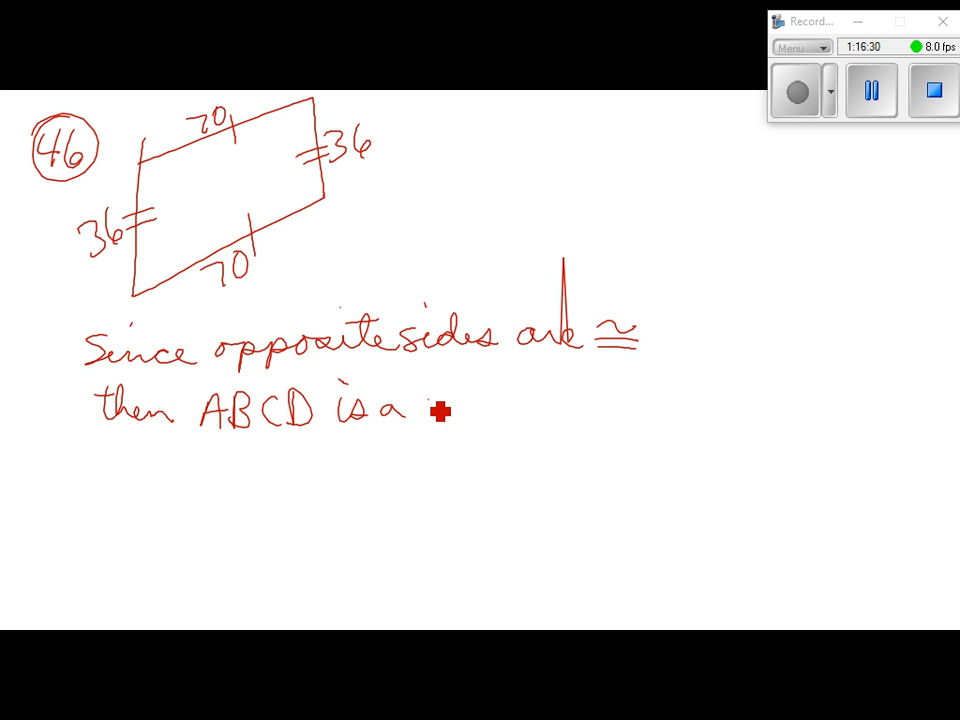 Record...
Menu
1:16:30
8.0 fps
46
70
36
36
70
Since opposite sides are ≅
then ABCD is a